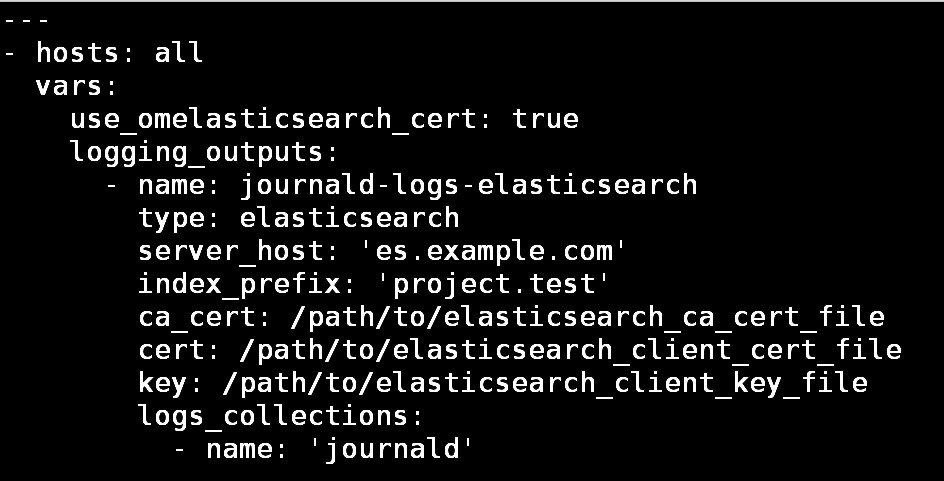 ---
- hosts: all
  vars:
    use_omelasticsearch_cert: true
    logging_outputs:
      - name: journald-logs-elasticsearch
        type: elasticsearch
        server_host: 'es.example.com'
        index_prefix: 'project.test'
        ca_cert: /path/to/elasticsearch_ca_cert_file
        cert: /path/to/elasticsearch_client_cert_file
        key: /path/to/elasticsearch_client_key_file
        logs_collections:
          - name: 'journald'